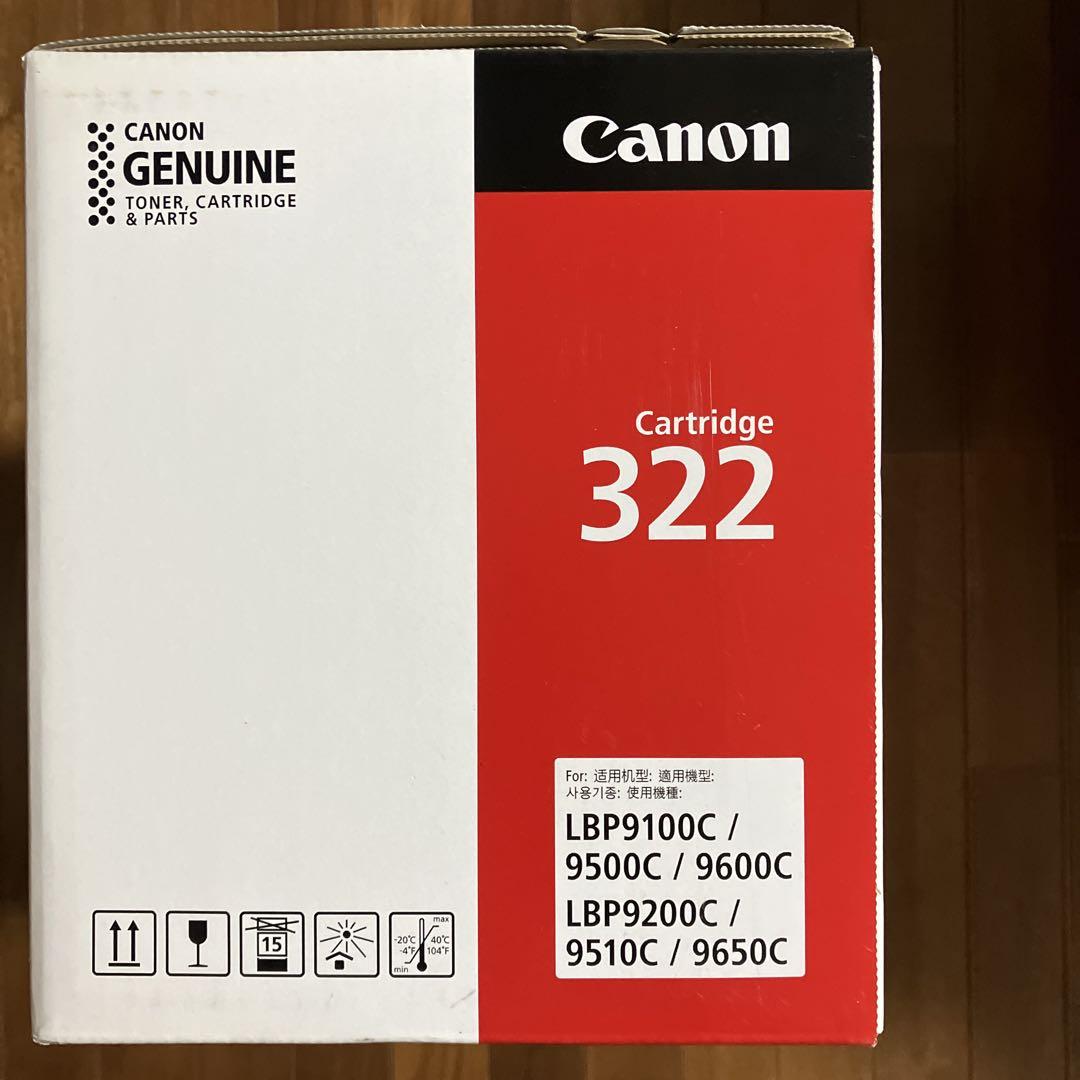 CANON
GENUINE
TONER, CARTRIDGE
& PARTS
Canon
Cartridge
322
For: 适用机型: 適用機型:
사용기종: 使用機種:
LBP9100C /
9500C / 9600C
LBP9200C /
9510C / 9650C
15
max
-20℃ 40℃
-4°F 104°F
min